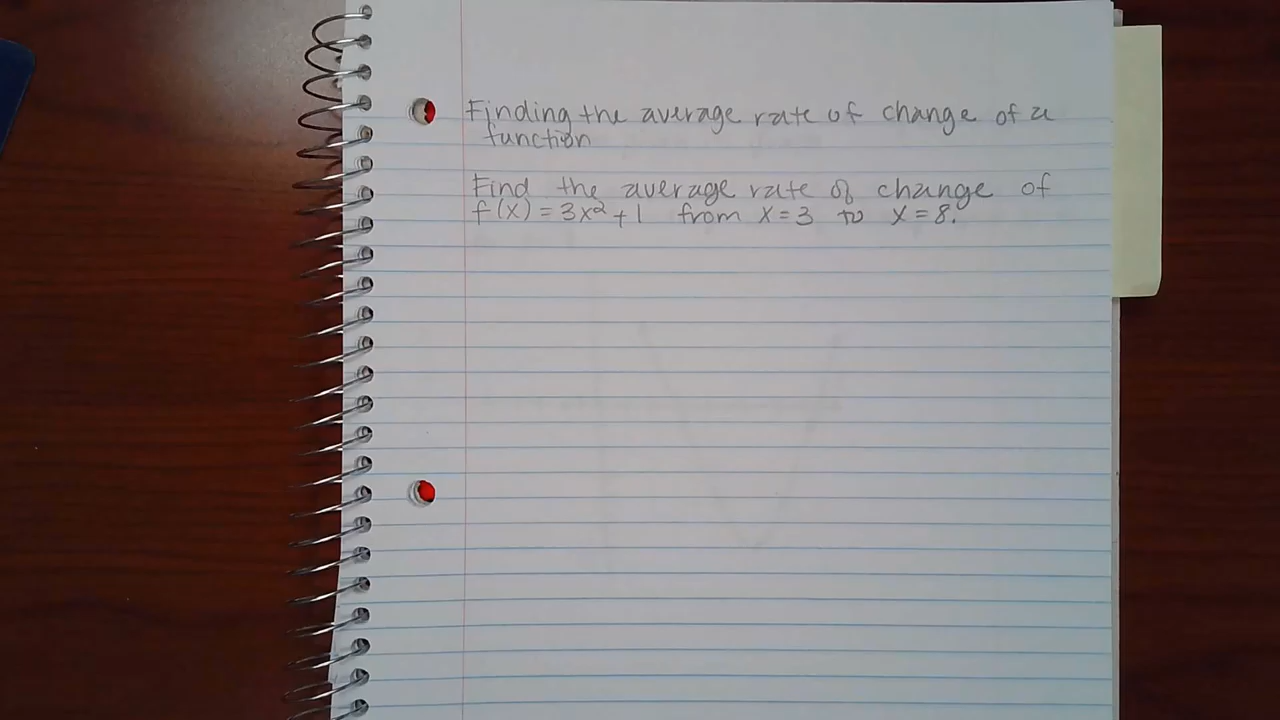 Finding the average rate of change of a
function
Find the average rate of change of
f(x) = 3x² + 1 from x = 3 to x = 8.